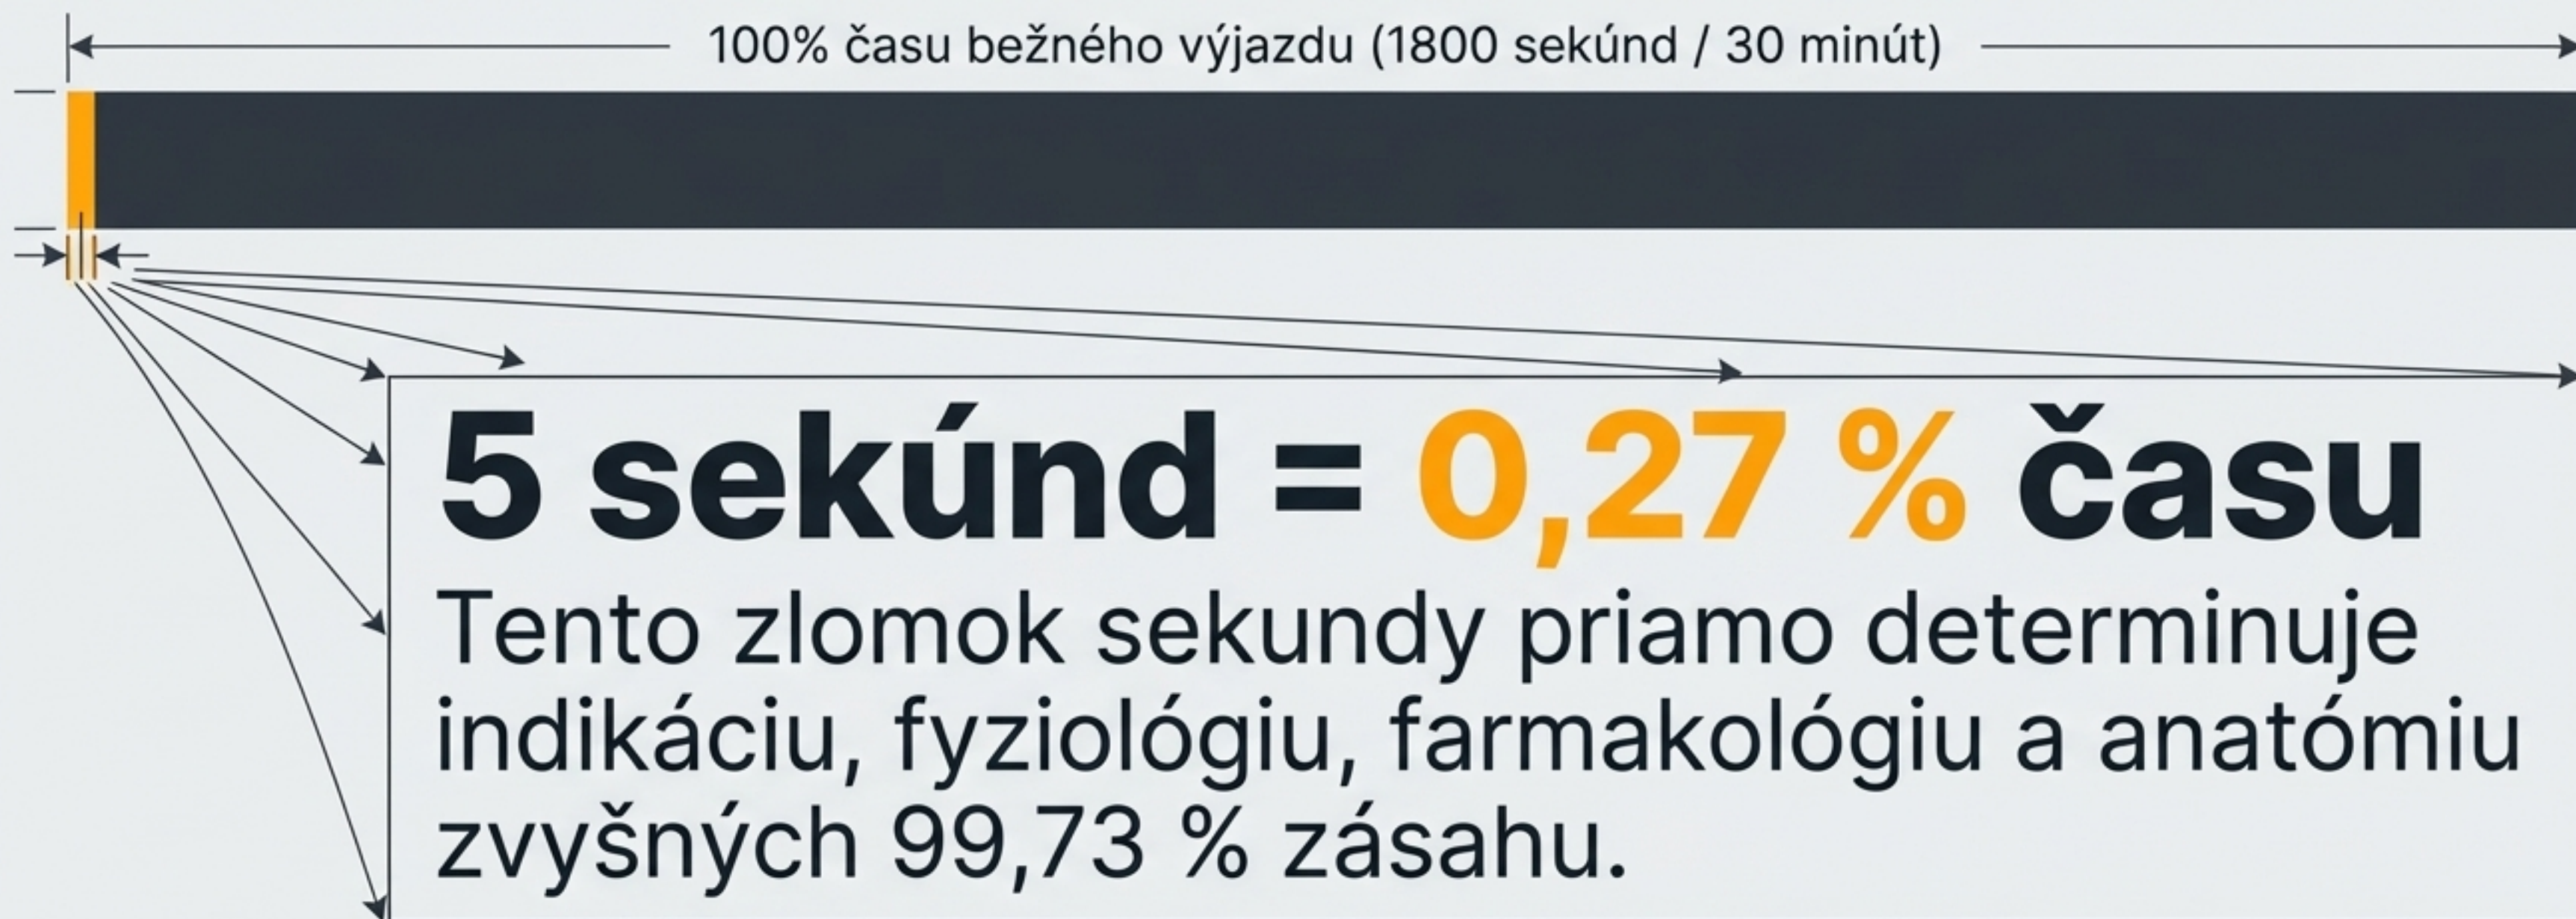 100% času bežného výjazdu (1800 sekúnd / 30 minút)
5 sekúnd = 0,27 % času
Tento zlomok sekundy priamo determinuje
indikáciu, fyziológiu, farmakológiu a anatómiu
zvyšných 99,73 % zásahu.